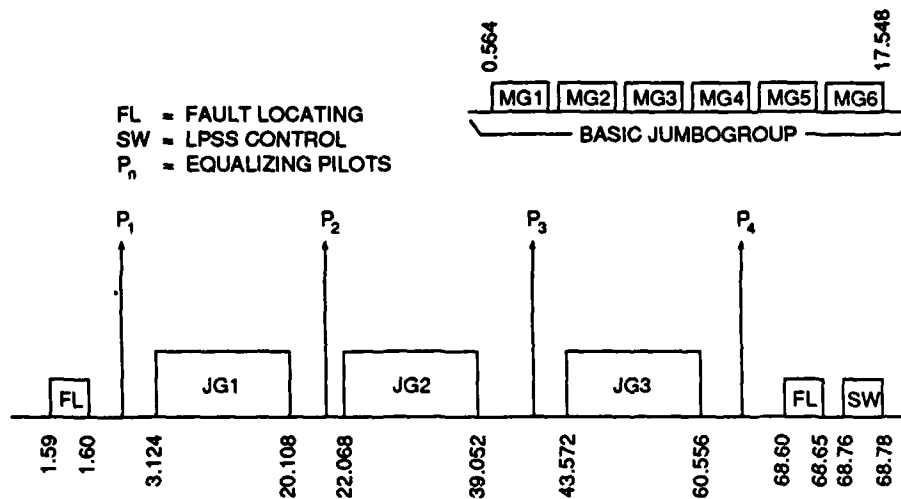 0.564 17.548
MG1 MG2 MG3 MG4 MG5 MG6
BASIC JUMBOGROUP
FL = FAULT LOCATING
SW = LPSS CONTROL
Pn = EQUALIZING PILOTS
P1 P2 P3 P4
FL JG1 JG2 JG3 FL SW
1.59 1.60 3.124 20.108 22.068 39.052 43.572 60.556 68.60 68.65 68.76 68.78